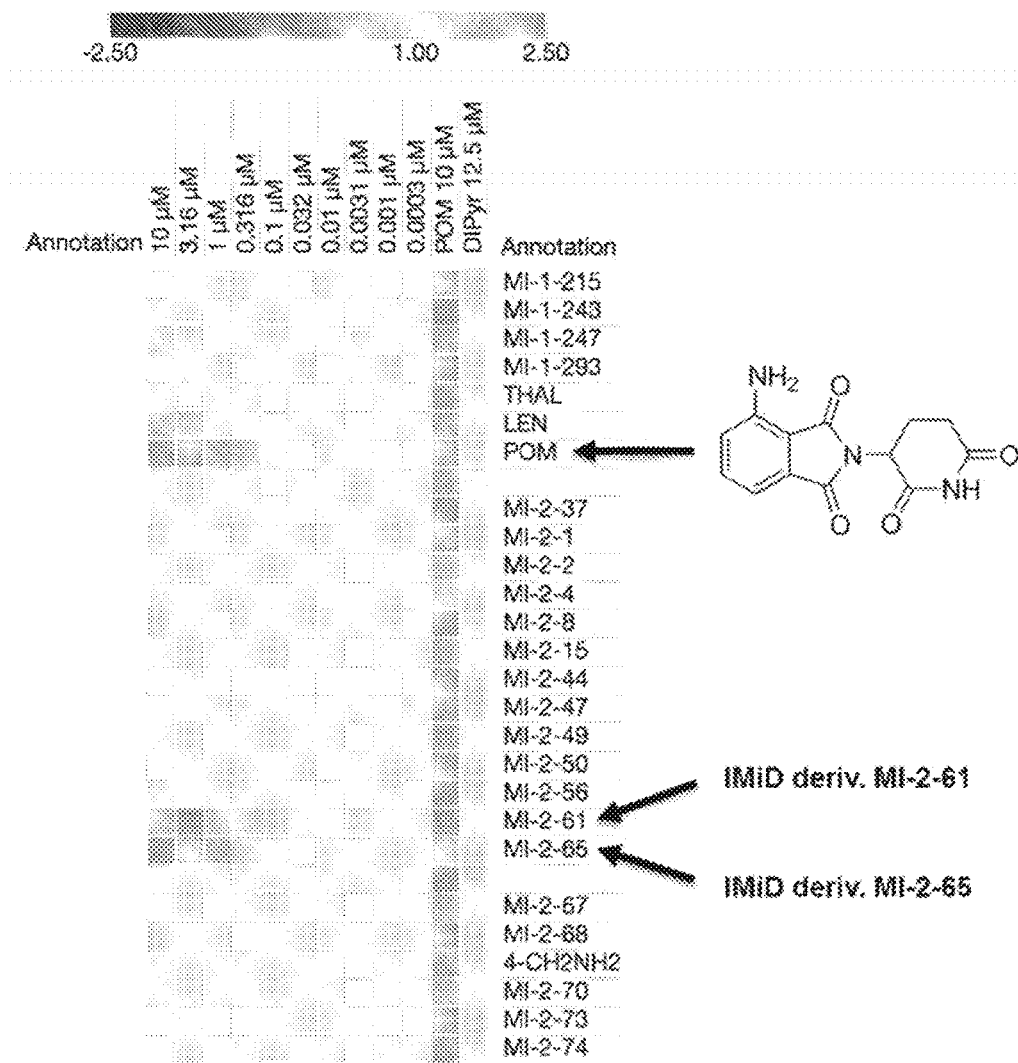 -2.50 1.00 2.50
10 µM
3.16 µM
1 µM
0.316 µM
0.1 µM
0.032 µM
0.01 µM
0.0031 µM
0.001 µM
0.0003 µM
POM 10 µM
DIPyr 12.5 µM
Annotation Annotation
MI-1-215
MI-1-243
MI-1-247
MI-1-293
THAL
LEN
POM
MI-2-37
MI-2-1
MI-2-2
MI-2-4
MI-2-8
MI-2-15
MI-2-44
MI-2-47
MI-2-49
MI-2-50
MI-2-56
MI-2-61
MI-2-65
MI-2-67
MI-2-68
4-CH2NH2
MI-2-70
MI-2-73
MI-2-74
NH2
O
O
N
O
NH
O
IMiD deriv. MI-2-61
IMiD deriv. MI-2-65